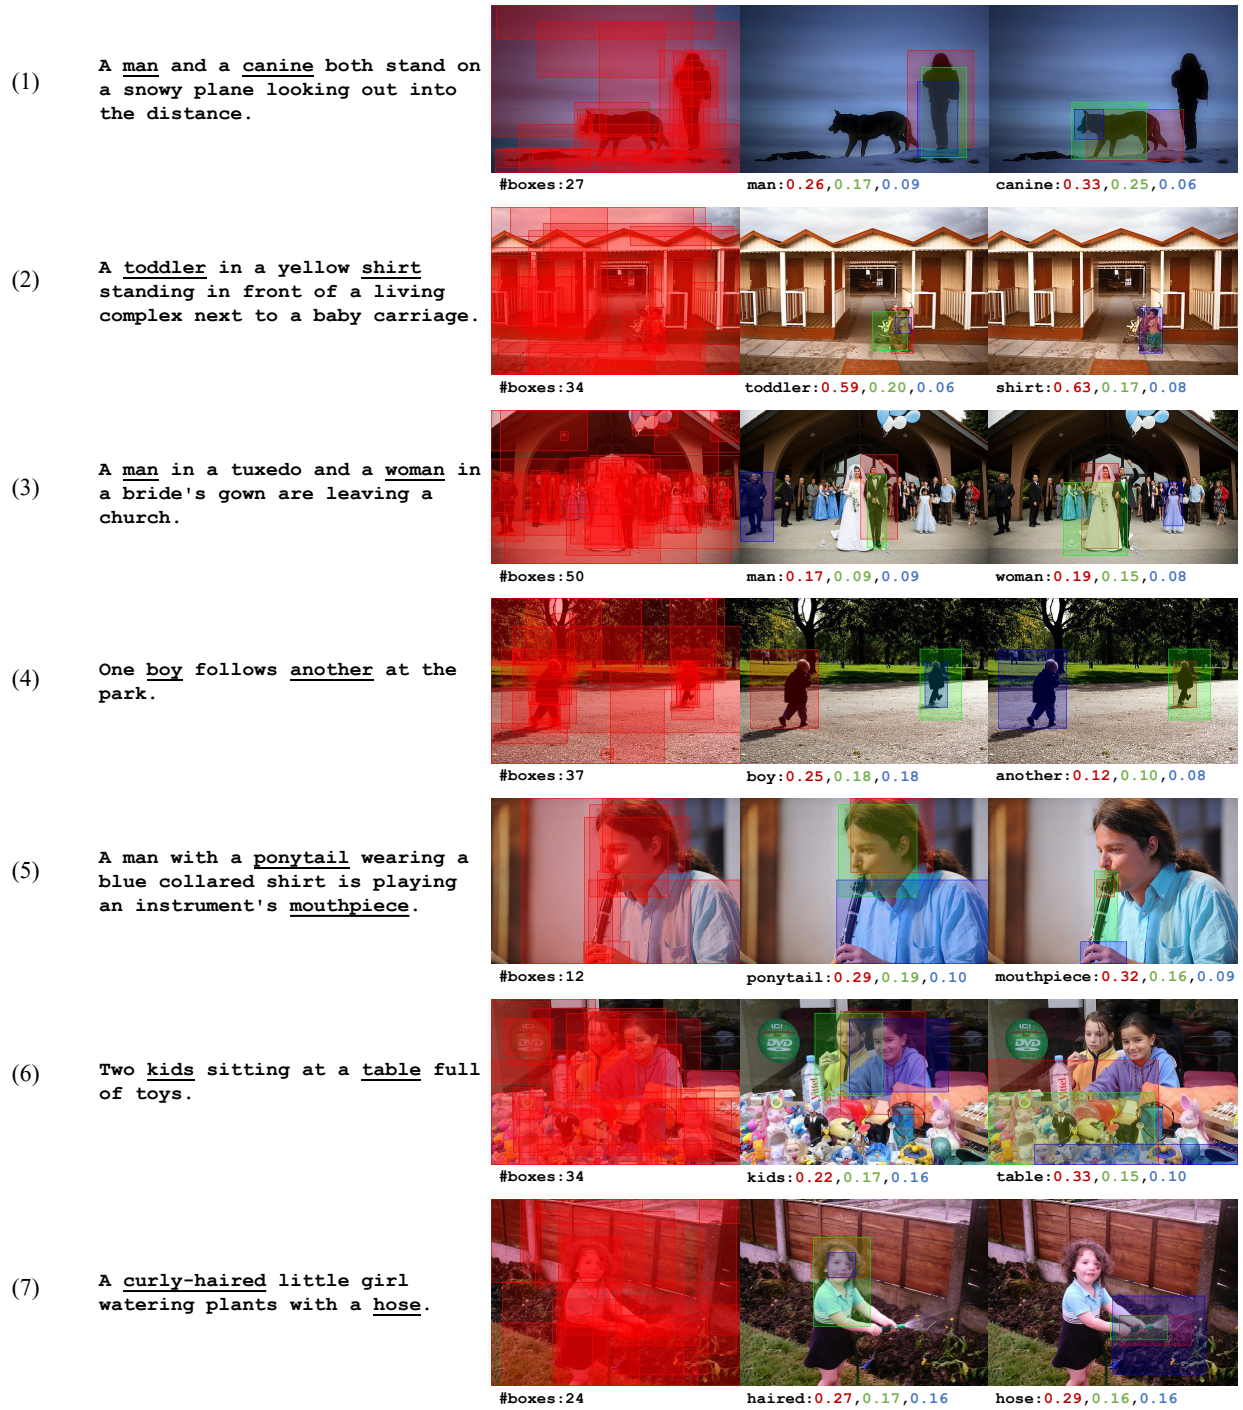 (1)
A man and a canine both stand on
a snowy plane looking out into
the distance.
#boxes:27
man:0.26,0.17,0.09
canine:0.33,0.25,0.06
(2)
A toddler in a yellow shirt
standing in front of a living
complex next to a baby carriage.
#boxes:34
toddler:0.59,0.20,0.06
shirt:0.63,0.17,0.08
(3)
A man in a tuxedo and a woman in
a bride's gown are leaving a
church.
#boxes:50
man:0.17,0.09,0.09
woman:0.19,0.15,0.08
(4)
One boy follows another at the
park.
#boxes:37
boy:0.25,0.18,0.18
another:0.12,0.10,0.08
(5)
A man with a ponytail wearing a
blue collared shirt is playing
an instrument's mouthpiece.
#boxes:12
ponytail:0.29,0.19,0.10
mouthpiece:0.32,0.16,0.09
(6)
Two kids sitting at a table full
of toys.
ICI
DVD
Vittel
ICI
DVD
Vittel
ICI
DVD
Vittel
#boxes:34
kids:0.22,0.17,0.16
table:0.33,0.15,0.10
(7)
A curly-haired little girl
watering plants with a hose.
#boxes:24
haired:0.27,0.17,0.16
hose:0.29,0.16,0.16